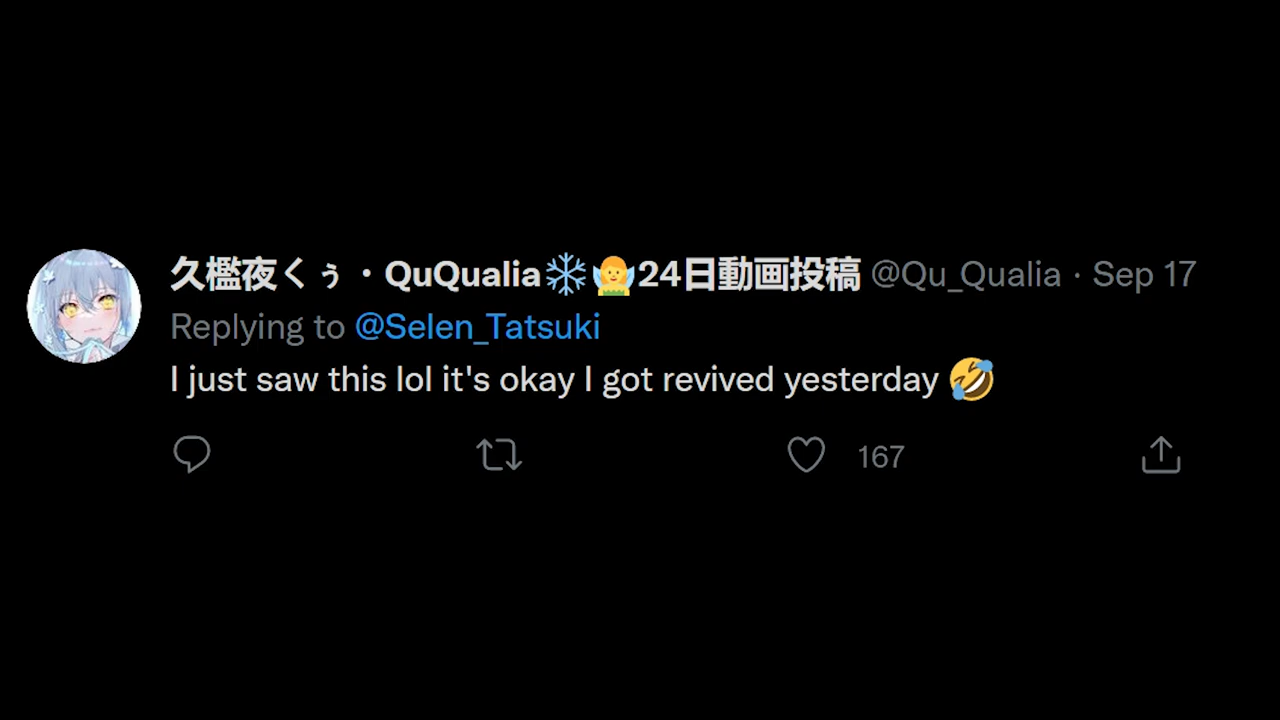 久檻夜くぅ・QuQualia❄️🧚24日動画投稿 @Qu_Qualia · Sep 17
Replying to @Selen_Tatsuki
I just saw this lol it's okay I got revived yesterday 🤣
167